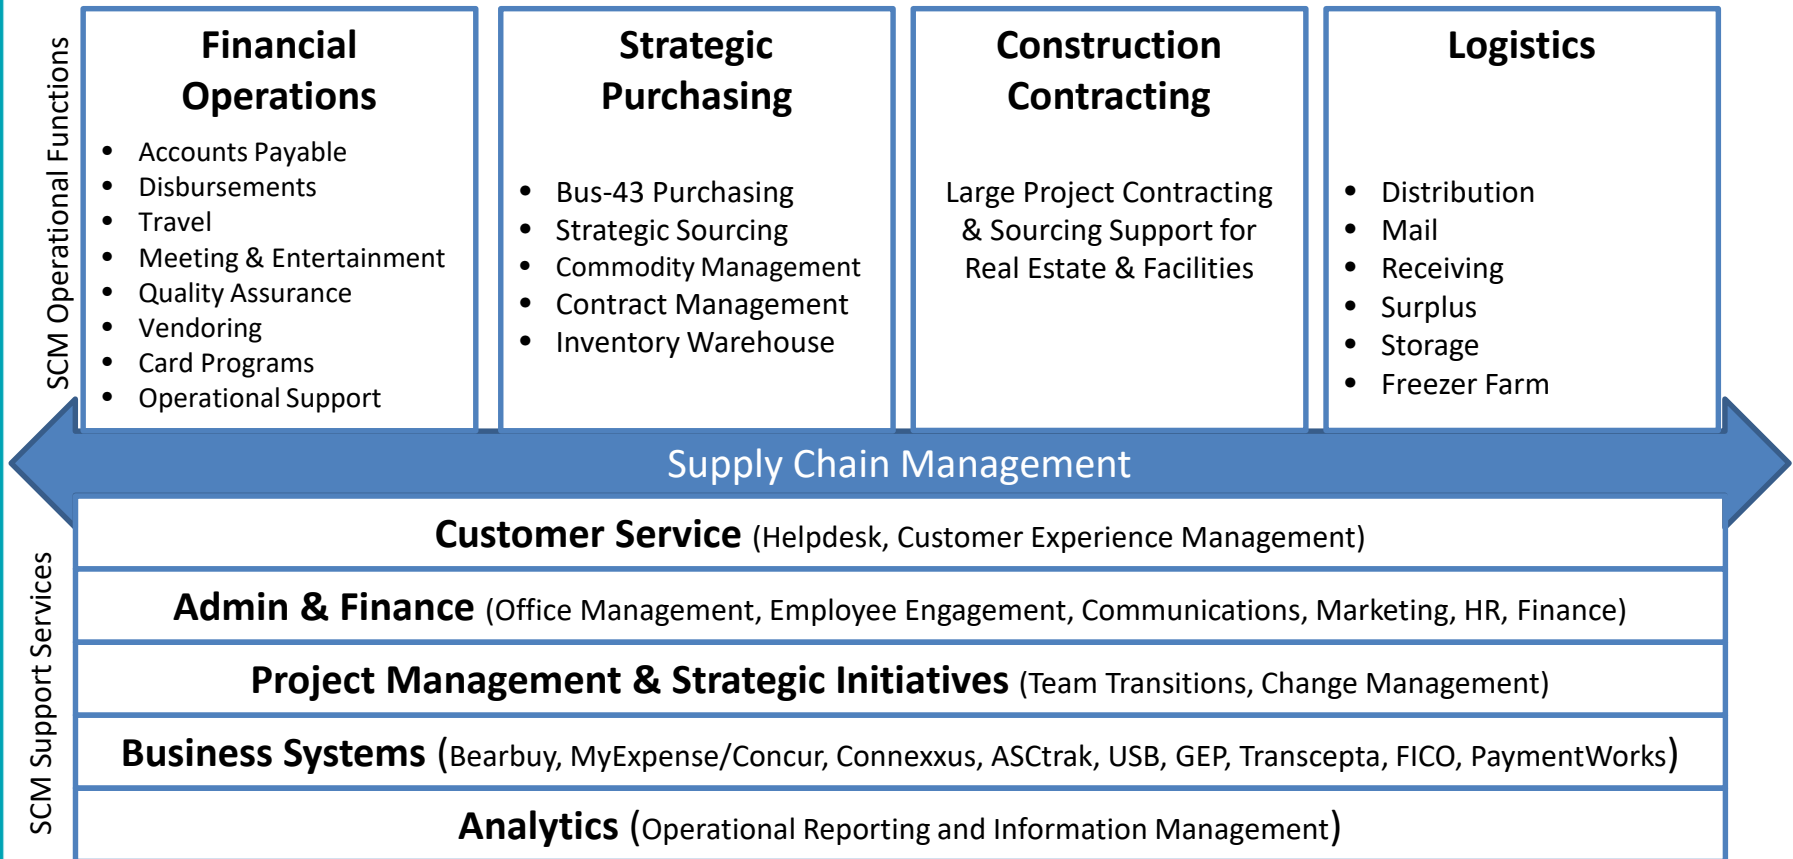 SCM Operational Functions
Financial
Operations
• Accounts Payable
• Disbursements
• Travel
• Meeting & Entertainment
• Quality Assurance
• Vendoring
• Card Programs
• Operational Support
Strategic
Purchasing
• Bus-43 Purchasing
• Strategic Sourcing
• Commodity Management
• Contract Management
• Inventory Warehouse
Construction
Contracting
Large Project Contracting
& Sourcing Support for
Real Estate & Facilities
Logistics
• Distribution
• Mail
• Receiving
• Surplus
• Storage
• Freezer Farm
Supply Chain Management
SCM Support Services
Customer Service (Helpdesk, Customer Experience Management)
Admin & Finance (Office Management, Employee Engagement, Communications, Marketing, HR, Finance)
Project Management & Strategic Initiatives (Team Transitions, Change Management)
Business Systems (Bearbuy, MyExpense/Concur, Connexxus, ASCtrak, USB, GEP, Transcepta, FICO, PaymentWorks)
Analytics (Operational Reporting and Information Management)